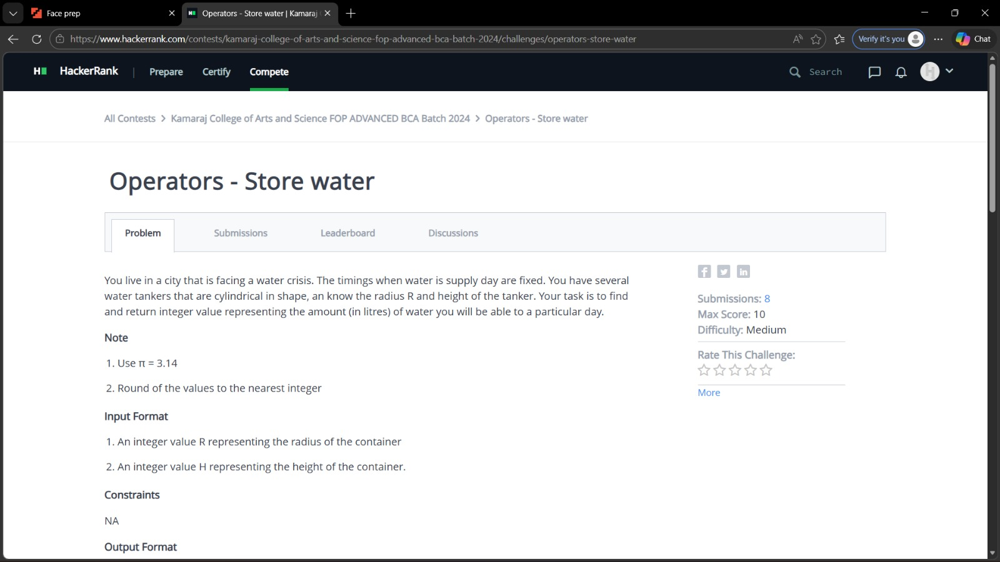 Face prep
Operators - Store water | Kamaraj
https://www.hackerrank.com/contests/kamaraj-college-of-arts-and-science-fop-advanced-bca-batch-2024/challenges/operators-store-water
Verify it's you
Chat
HackerRank | Prepare Certify Compete
Search
All Contests > Kamaraj College of Arts and Science FOP ADVANCED BCA Batch 2024 > Operators - Store water
Operators - Store water
Problem Submissions Leaderboard Discussions
You live in a city that is facing a water crisis. The timings when water is supply day are fixed. You have several
water tankers that are cylindrical in shape, an know the radius R and height of the tanker. Your task is to find
and return integer value representing the amount (in litres) of water you will be able to a particular day.
Note
1. Use π = 3.14
2. Round of the values to the nearest integer
Input Format
1. An integer value R representing the radius of the container
2. An integer value H representing the height of the container.
Constraints
NA
Output Format
Submissions: 8
Max Score: 10
Difficulty: Medium
Rate This Challenge:
More